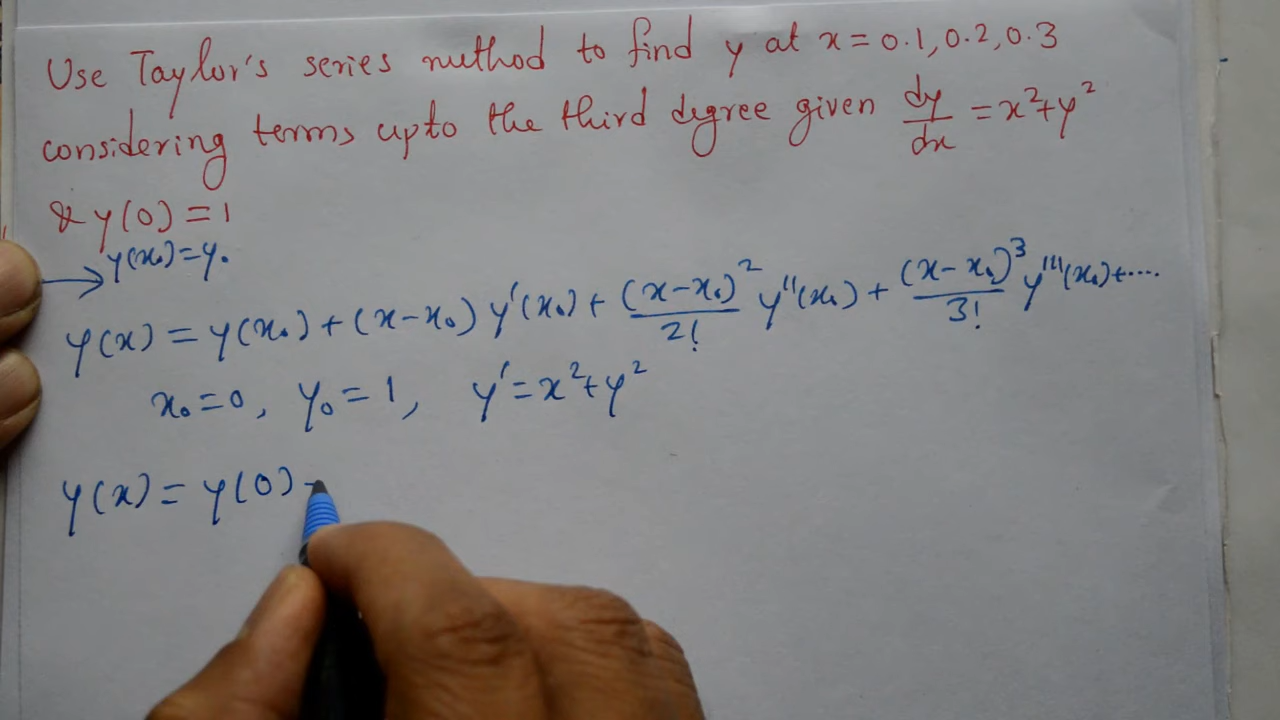 Use Taylor's series method to find y at x = 0.1, 0.2, 0.3
considering terms upto the third degree given dy/dx = x²+y²
& y(0) = 1
→ y(x₀) = y₀
y(x) = y(x₀) + (x-x₀) y'(x₀) + (x-x₀)²/2! y''(x₀) + (x-x₀)³/3! y'''(x₀) + ....
x₀ = 0, y₀ = 1, y' = x²+y²
y(x) = y(0) -